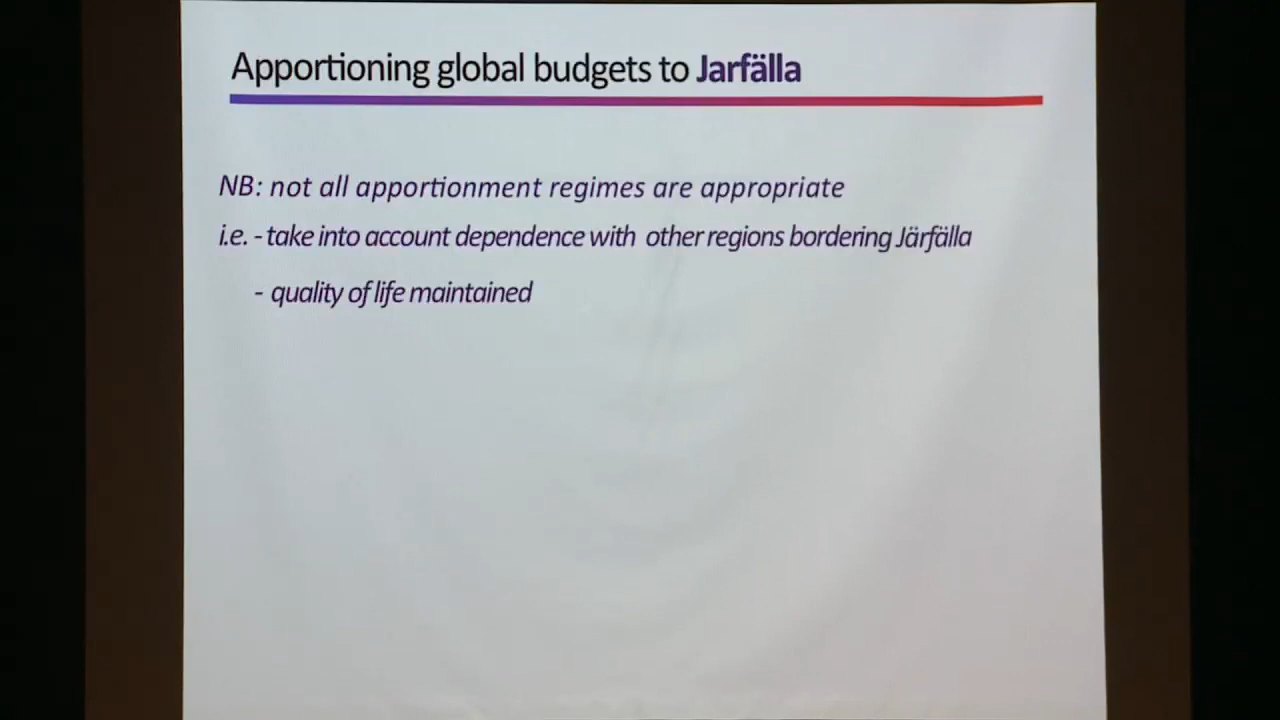 Apportioning global budgets to Jarfälla
NB: not all apportionment regimes are appropriate
i.e. - take into account dependence with other regions bordering Järfälla
- quality of life maintained